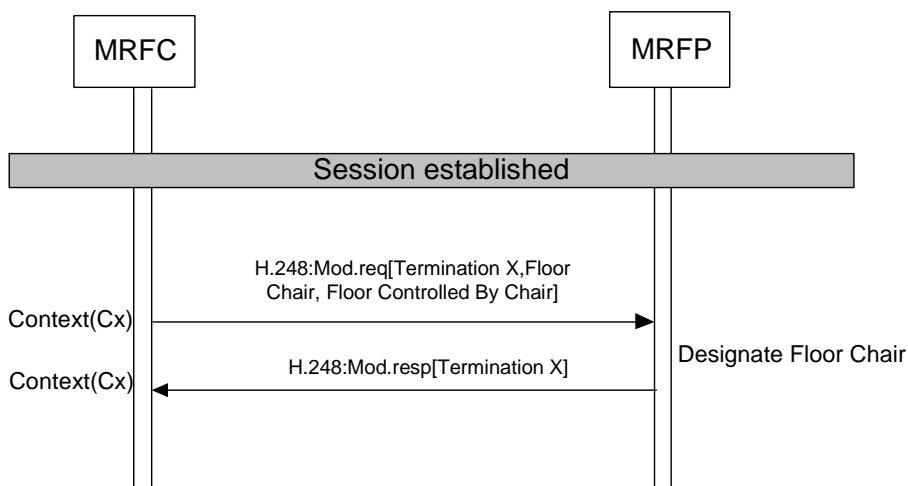 MRFC
MRFP
Session established
H.248:Mod.req[Termination X,Floor
Chair, Floor Controlled By Chair]
Context(Cx)
Designate Floor Chair
H.248:Mod.resp[Termination X]
Context(Cx)